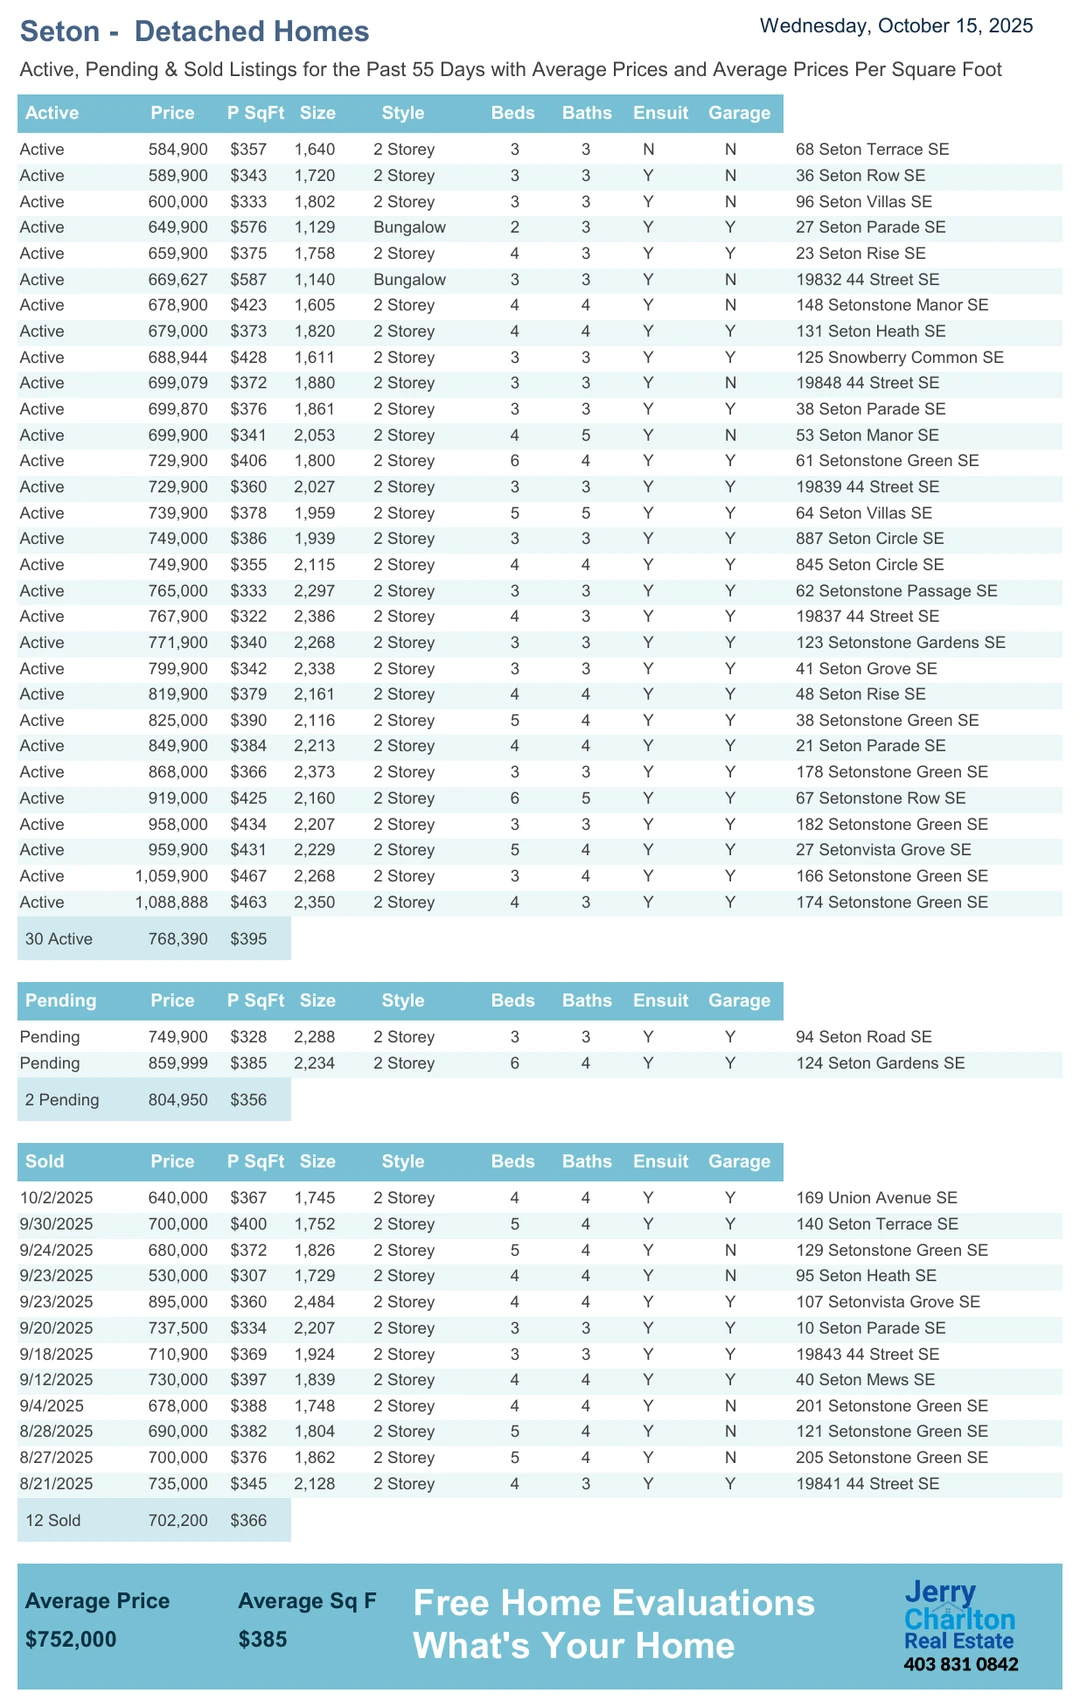 Seton -  Detached Homes
Wednesday, October 15, 2025
Active, Pending & Sold Listings for the Past 55 Days with Average Prices and Average Prices Per Square Foot
Active Price P SqFt Size Style Beds Baths Ensuit Garage
Active 584,900 $357 1,640 2 Storey 3 3 N N 68 Seton Terrace SE
Active 589,900 $343 1,720 2 Storey 3 3 Y N 36 Seton Row SE
Active 600,000 $333 1,802 2 Storey 3 3 Y N 96 Seton Villas SE
Active 649,900 $576 1,129 Bungalow 2 3 Y Y 27 Seton Parade SE
Active 659,900 $375 1,758 2 Storey 4 3 Y Y 23 Seton Rise SE
Active 669,627 $587 1,140 Bungalow 3 3 Y N 19832 44 Street SE
Active 678,900 $423 1,605 2 Storey 4 4 Y N 148 Setonstone Manor SE
Active 679,000 $373 1,820 2 Storey 4 4 Y Y 131 Seton Heath SE
Active 688,944 $428 1,611 2 Storey 3 3 Y Y 125 Snowberry Common SE
Active 699,079 $372 1,880 2 Storey 3 3 Y N 19848 44 Street SE
Active 699,870 $376 1,861 2 Storey 3 3 Y Y 38 Seton Parade SE
Active 699,900 $341 2,053 2 Storey 4 5 Y N 53 Seton Manor SE
Active 729,900 $406 1,800 2 Storey 6 4 Y Y 61 Setonstone Green SE
Active 729,900 $360 2,027 2 Storey 3 3 Y Y 19839 44 Street SE
Active 739,900 $378 1,959 2 Storey 5 5 Y Y 64 Seton Villas SE
Active 749,000 $386 1,939 2 Storey 3 3 Y Y 887 Seton Circle SE
Active 749,900 $355 2,115 2 Storey 4 4 Y Y 845 Seton Circle SE
Active 765,000 $333 2,297 2 Storey 3 3 Y Y 62 Setonstone Passage SE
Active 767,900 $322 2,386 2 Storey 4 3 Y Y 19837 44 Street SE
Active 771,900 $340 2,268 2 Storey 3 3 Y Y 123 Setonstone Gardens SE
Active 799,900 $342 2,338 2 Storey 3 3 Y Y 41 Seton Grove SE
Active 819,900 $379 2,161 2 Storey 4 4 Y Y 48 Seton Rise SE
Active 825,000 $390 2,116 2 Storey 5 4 Y Y 38 Setonstone Green SE
Active 849,900 $384 2,213 2 Storey 4 4 Y Y 21 Seton Parade SE
Active 868,000 $366 2,373 2 Storey 3 3 Y Y 178 Setonstone Green SE
Active 919,000 $425 2,160 2 Storey 6 5 Y Y 67 Setonstone Row SE
Active 958,000 $434 2,207 2 Storey 3 3 Y Y 182 Setonstone Green SE
Active 959,900 $431 2,229 2 Storey 5 4 Y Y 27 Setonvista Grove SE
Active 1,059,900 $467 2,268 2 Storey 3 4 Y Y 166 Setonstone Green SE
Active 1,088,888 $463 2,350 2 Storey 4 3 Y Y 174 Setonstone Green SE
30 Active 768,390 $395
Pending Price P SqFt Size Style Beds Baths Ensuit Garage
Pending 749,900 $328 2,288 2 Storey 3 3 Y Y 94 Seton Road SE
Pending 859,999 $385 2,234 2 Storey 6 4 Y Y 124 Seton Gardens SE
2 Pending 804,950 $356
Sold Price P SqFt Size Style Beds Baths Ensuit Garage
10/2/2025 640,000 $367 1,745 2 Storey 4 4 Y Y 169 Union Avenue SE
9/30/2025 700,000 $400 1,752 2 Storey 5 4 Y Y 140 Seton Terrace SE
9/24/2025 680,000 $372 1,826 2 Storey 5 4 Y N 129 Setonstone Green SE
9/23/2025 530,000 $307 1,729 2 Storey 4 4 Y N 95 Seton Heath SE
9/23/2025 895,000 $360 2,484 2 Storey 4 4 Y Y 107 Setonvista Grove SE
9/20/2025 737,500 $334 2,207 2 Storey 3 3 Y Y 10 Seton Parade SE
9/18/2025 710,900 $369 1,924 2 Storey 3 3 Y Y 19843 44 Street SE
9/12/2025 730,000 $397 1,839 2 Storey 4 4 Y Y 40 Seton Mews SE
9/4/2025 678,000 $388 1,748 2 Storey 4 4 Y N 201 Setonstone Green SE
8/28/2025 690,000 $382 1,804 2 Storey 5 4 Y N 121 Setonstone Green SE
8/27/2025 700,000 $376 1,862 2 Storey 5 4 Y N 205 Setonstone Green SE
8/21/2025 735,000 $345 2,128 2 Storey 4 3 Y Y 19841 44 Street SE
12 Sold 702,200 $366
Average Price Average Sq F
$752,000 $385
Free Home Evaluations
What's Your Home
Jerry
Charlton
Real Estate
403 831 0842